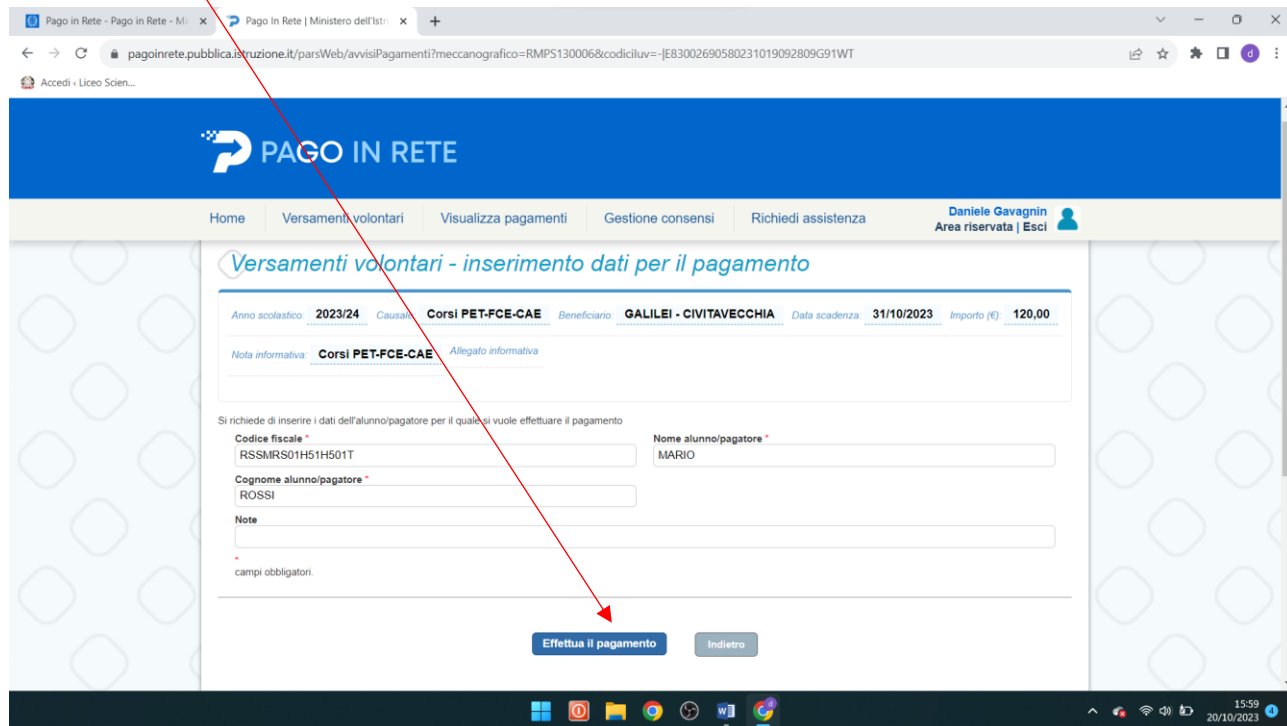 Pago in Rete - Pago in Rete - Mi
Pago In Rete | Ministero dell'Istr
pagoinrete.pubblica.istruzione.it/parsWeb/avvisiPagamenti?meccanografico=RMPS130006&codiciluv=-|E83002690580231019092809G91WT
d
Accedi ‹ Liceo Scien...
PAGO IN RETE
Home Versamenti volontari Visualizza pagamenti Gestione consensi Richiedi assistenza
Daniele Gavagnin
Area riservata | Esci
Versamenti volontari - inserimento dati per il pagamento
Anno scolastico: 2023/24 Causale: Corsi PET-FCE-CAE Beneficiario: GALILEI - CIVITAVECCHIA Data scadenza: 31/10/2023 Importo (€): 120,00
Nota informativa: Corsi PET-FCE-CAE Allegato informativa
Si richiede di inserire i dati dell'alunno/pagatore per il quale si vuole effettuare il pagamento
Codice fiscale * Nome alunno/pagatore *
RSSMRS01H51H501T MARIO
Cognome alunno/pagatore *
ROSSI
Note
*
campi obbligatori.
Effettua il pagamento Indietro
15:59
20/10/2023
4